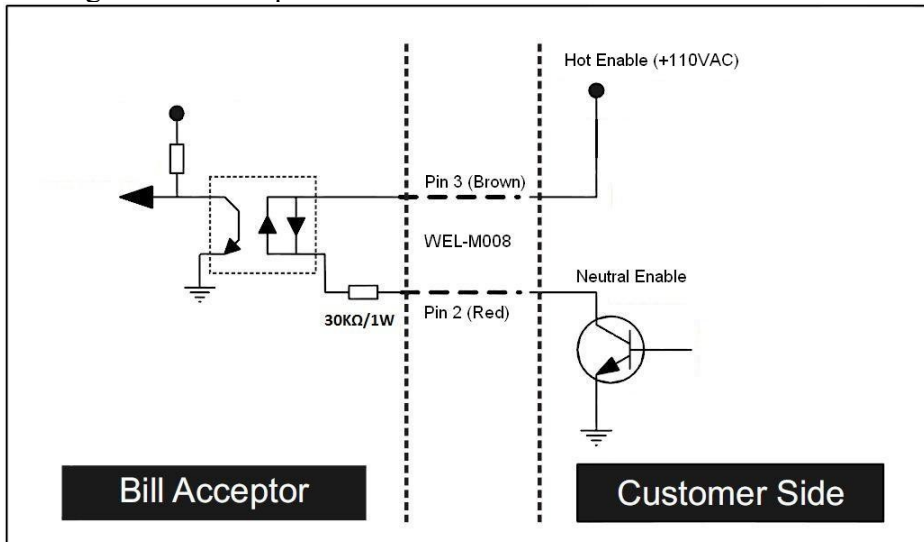 Hot Enable (+110VAC)
Pin 3 (Brown)
WEL-M008
Neutral Enable
30KΩ/1W
Pin 2 (Red)
Bill Acceptor
Customer Side